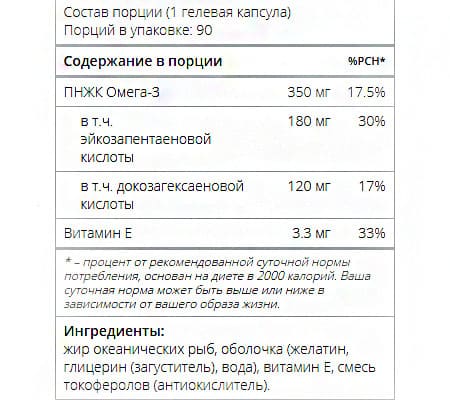 Состав порции (1 гелевая капсула)
Порций в упаковке: 90
Содержание в порции %РСН*
ПНЖК Омега-3 350 мг 17.5%
в т.ч. 180 мг 30%
эйкозапентаеновой
кислоты
в т.ч. докозагексаеновой 120 мг 17%
кислоты
Витамин Е 3.3 мг 33%
* – процент от рекомендованной суточной нормы
потребления, основан на диете в 2000 калорий. Ваша
суточная норма может быть выше или ниже в
зависимости от вашего образа жизни.
Ингредиенты:
жир океанических рыб, оболочка (желатин,
глицерин (загуститель), вода), витамин Е, смесь
токоферолов (антиокислитель).